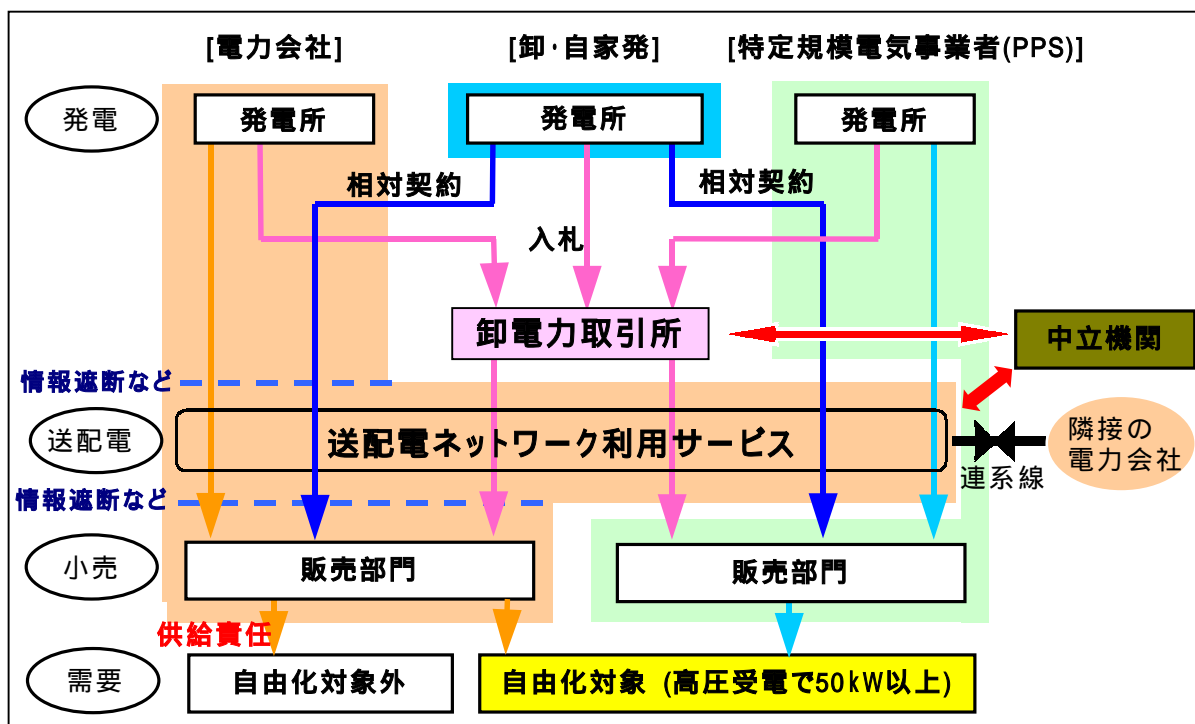 [電力会社]
[卸・自家発]
[特定規模電気事業者(PPS)]
発電
発電所
発電所
発電所
相対契約
相対契約
入札
卸電力取引所
中立機関
情報遮断など
送配電
送配電ネットワーク利用サービス
隣接の
電力会社
連系線
情報遮断など
小売
販売部門
販売部門
供給責任
需要
自由化対象外
自由化対象 (高圧受電で50kW以上)